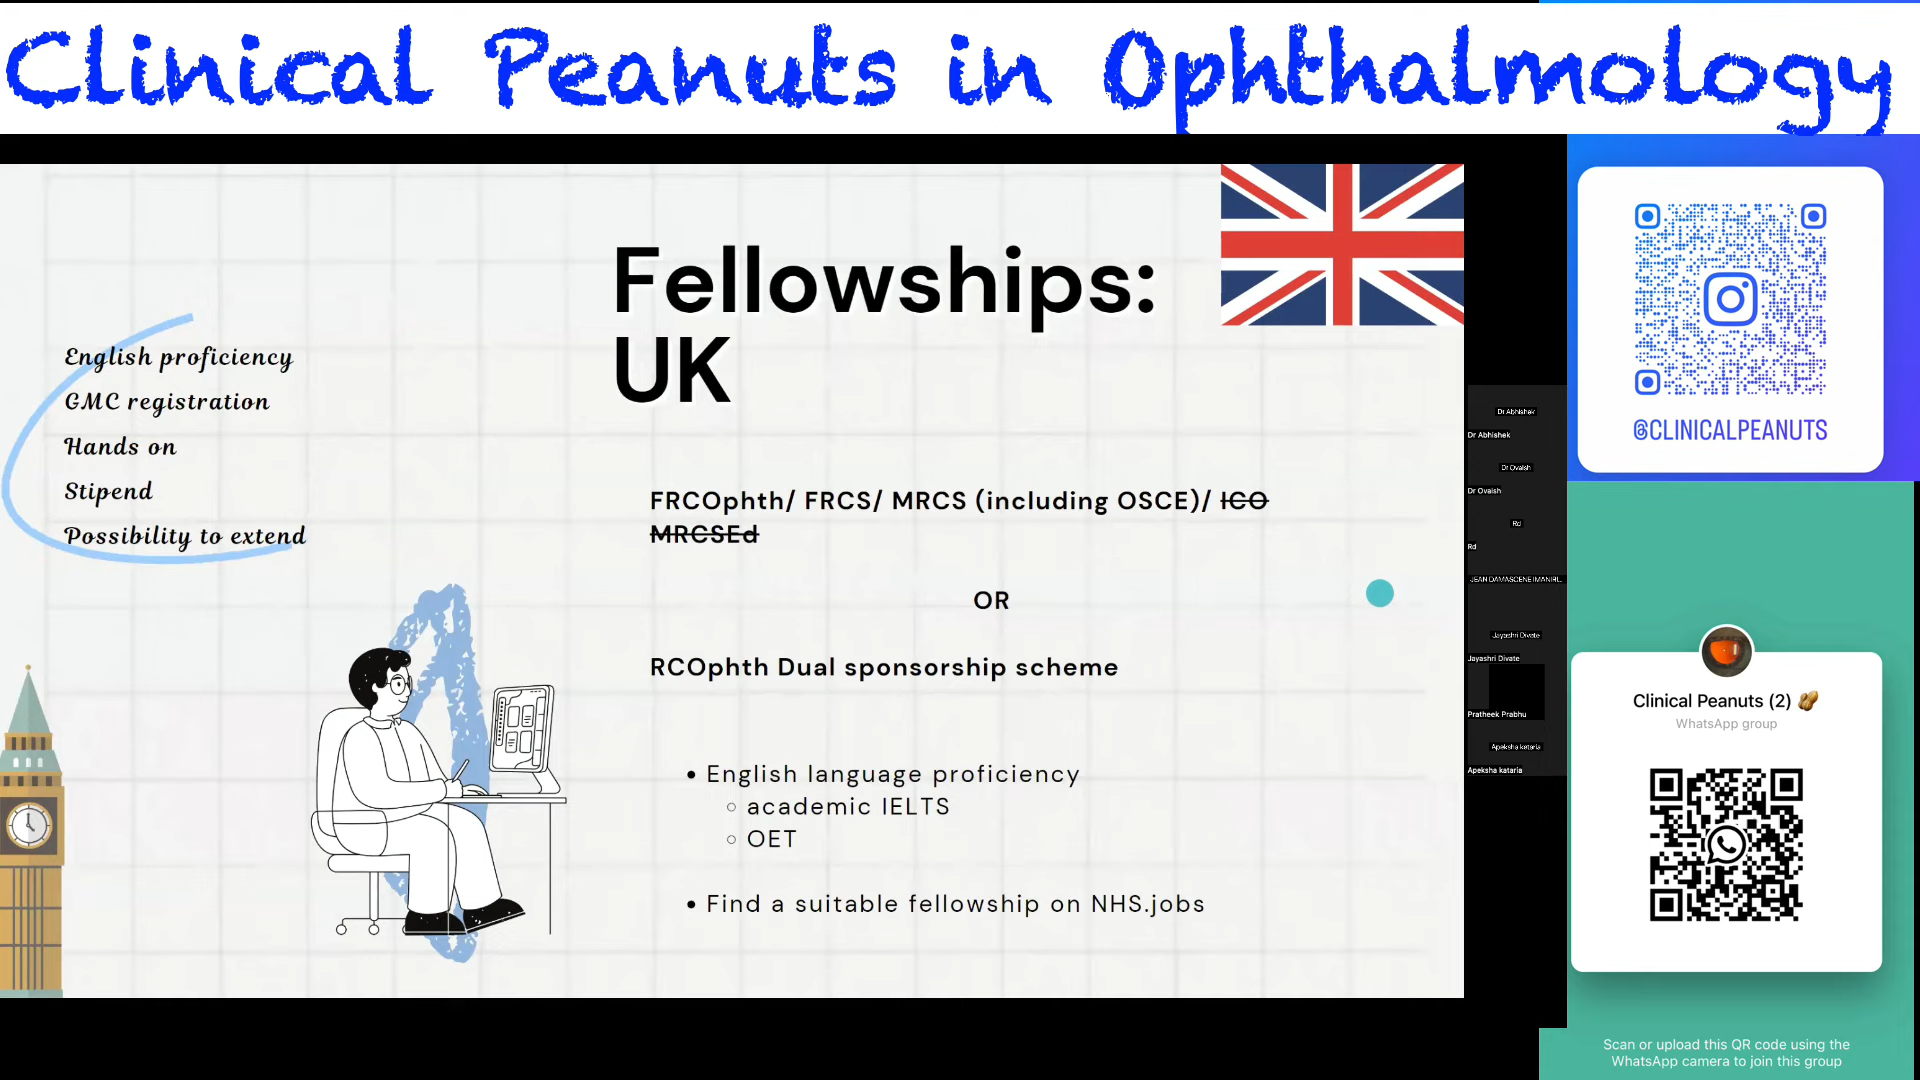 Clinical Peanuts in Ophthalmology
Fellowships:
UK
English proficiency
GMC registration
Hands on
Stipend
Possibility to extend
FRCOphth/ FRCS/ MRCS (including OSCE)/ ICO
MRCSEd
OR
RCOphth Dual sponsorship scheme
• English language proficiency
○ academic IELTS
○ OET
• Find a suitable fellowship on NHS.jobs
Dr Abhishek
Dr Abhishek
Dr Ovaish
Dr Ovaish
Rd
Rd
JEAN DAMASCENE IMANIRI...
Jayashri Divate
Jayashri Divate
Pratheek Prabhu
Apeksha kataria
Apeksha kataria
@CLINICALPEANUTS
Clinical Peanuts (2) 🥜
WhatsApp group
Scan or upload this QR code using the
WhatsApp camera to join this group